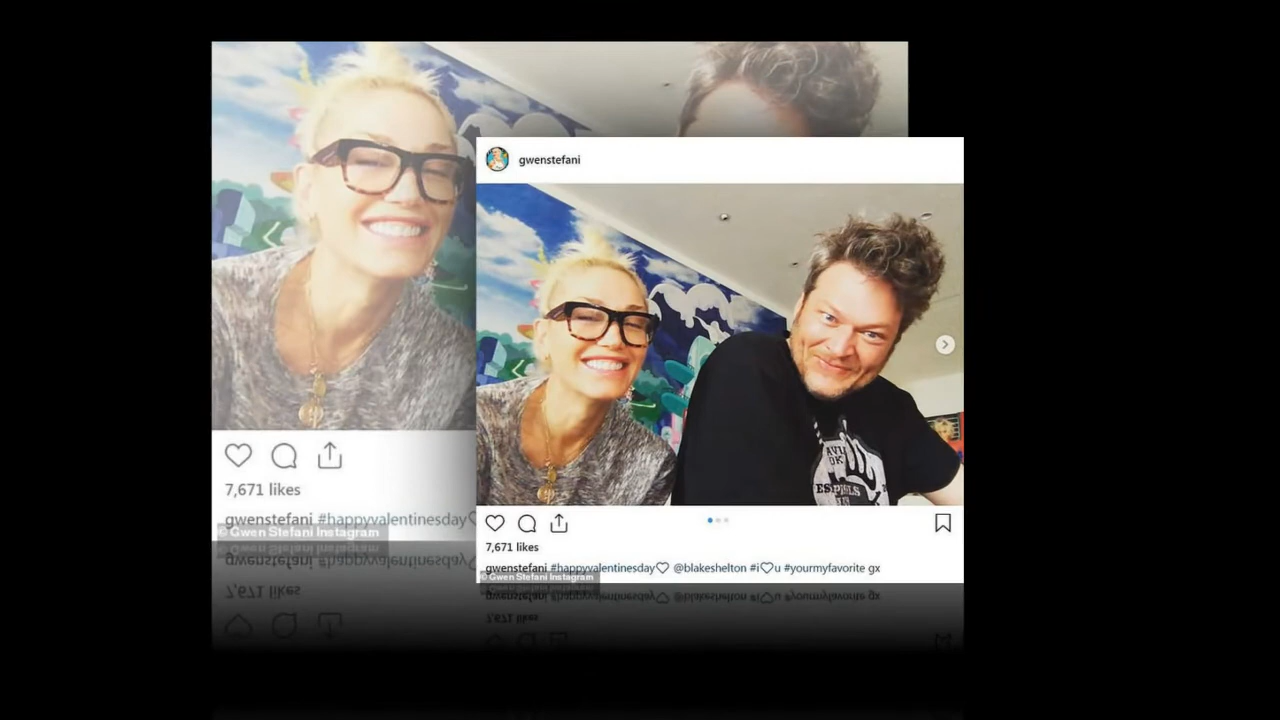 gwenstefani
7,671 likes
gwenstefani #happyvalentinesday♡
© Gwen Stefani Instagram
7,671 likes
gwenstefani #happyvalentinesday♡ @blakeshelton #i♡u #yourmyfavorite gx
© Gwen Stefani Instagram